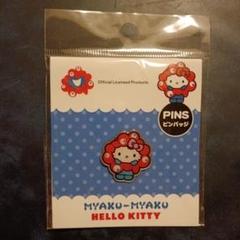 Official Licensed Products
PINS
ピンバッジ
MYAKU-MYAKU
HELLO KITTY